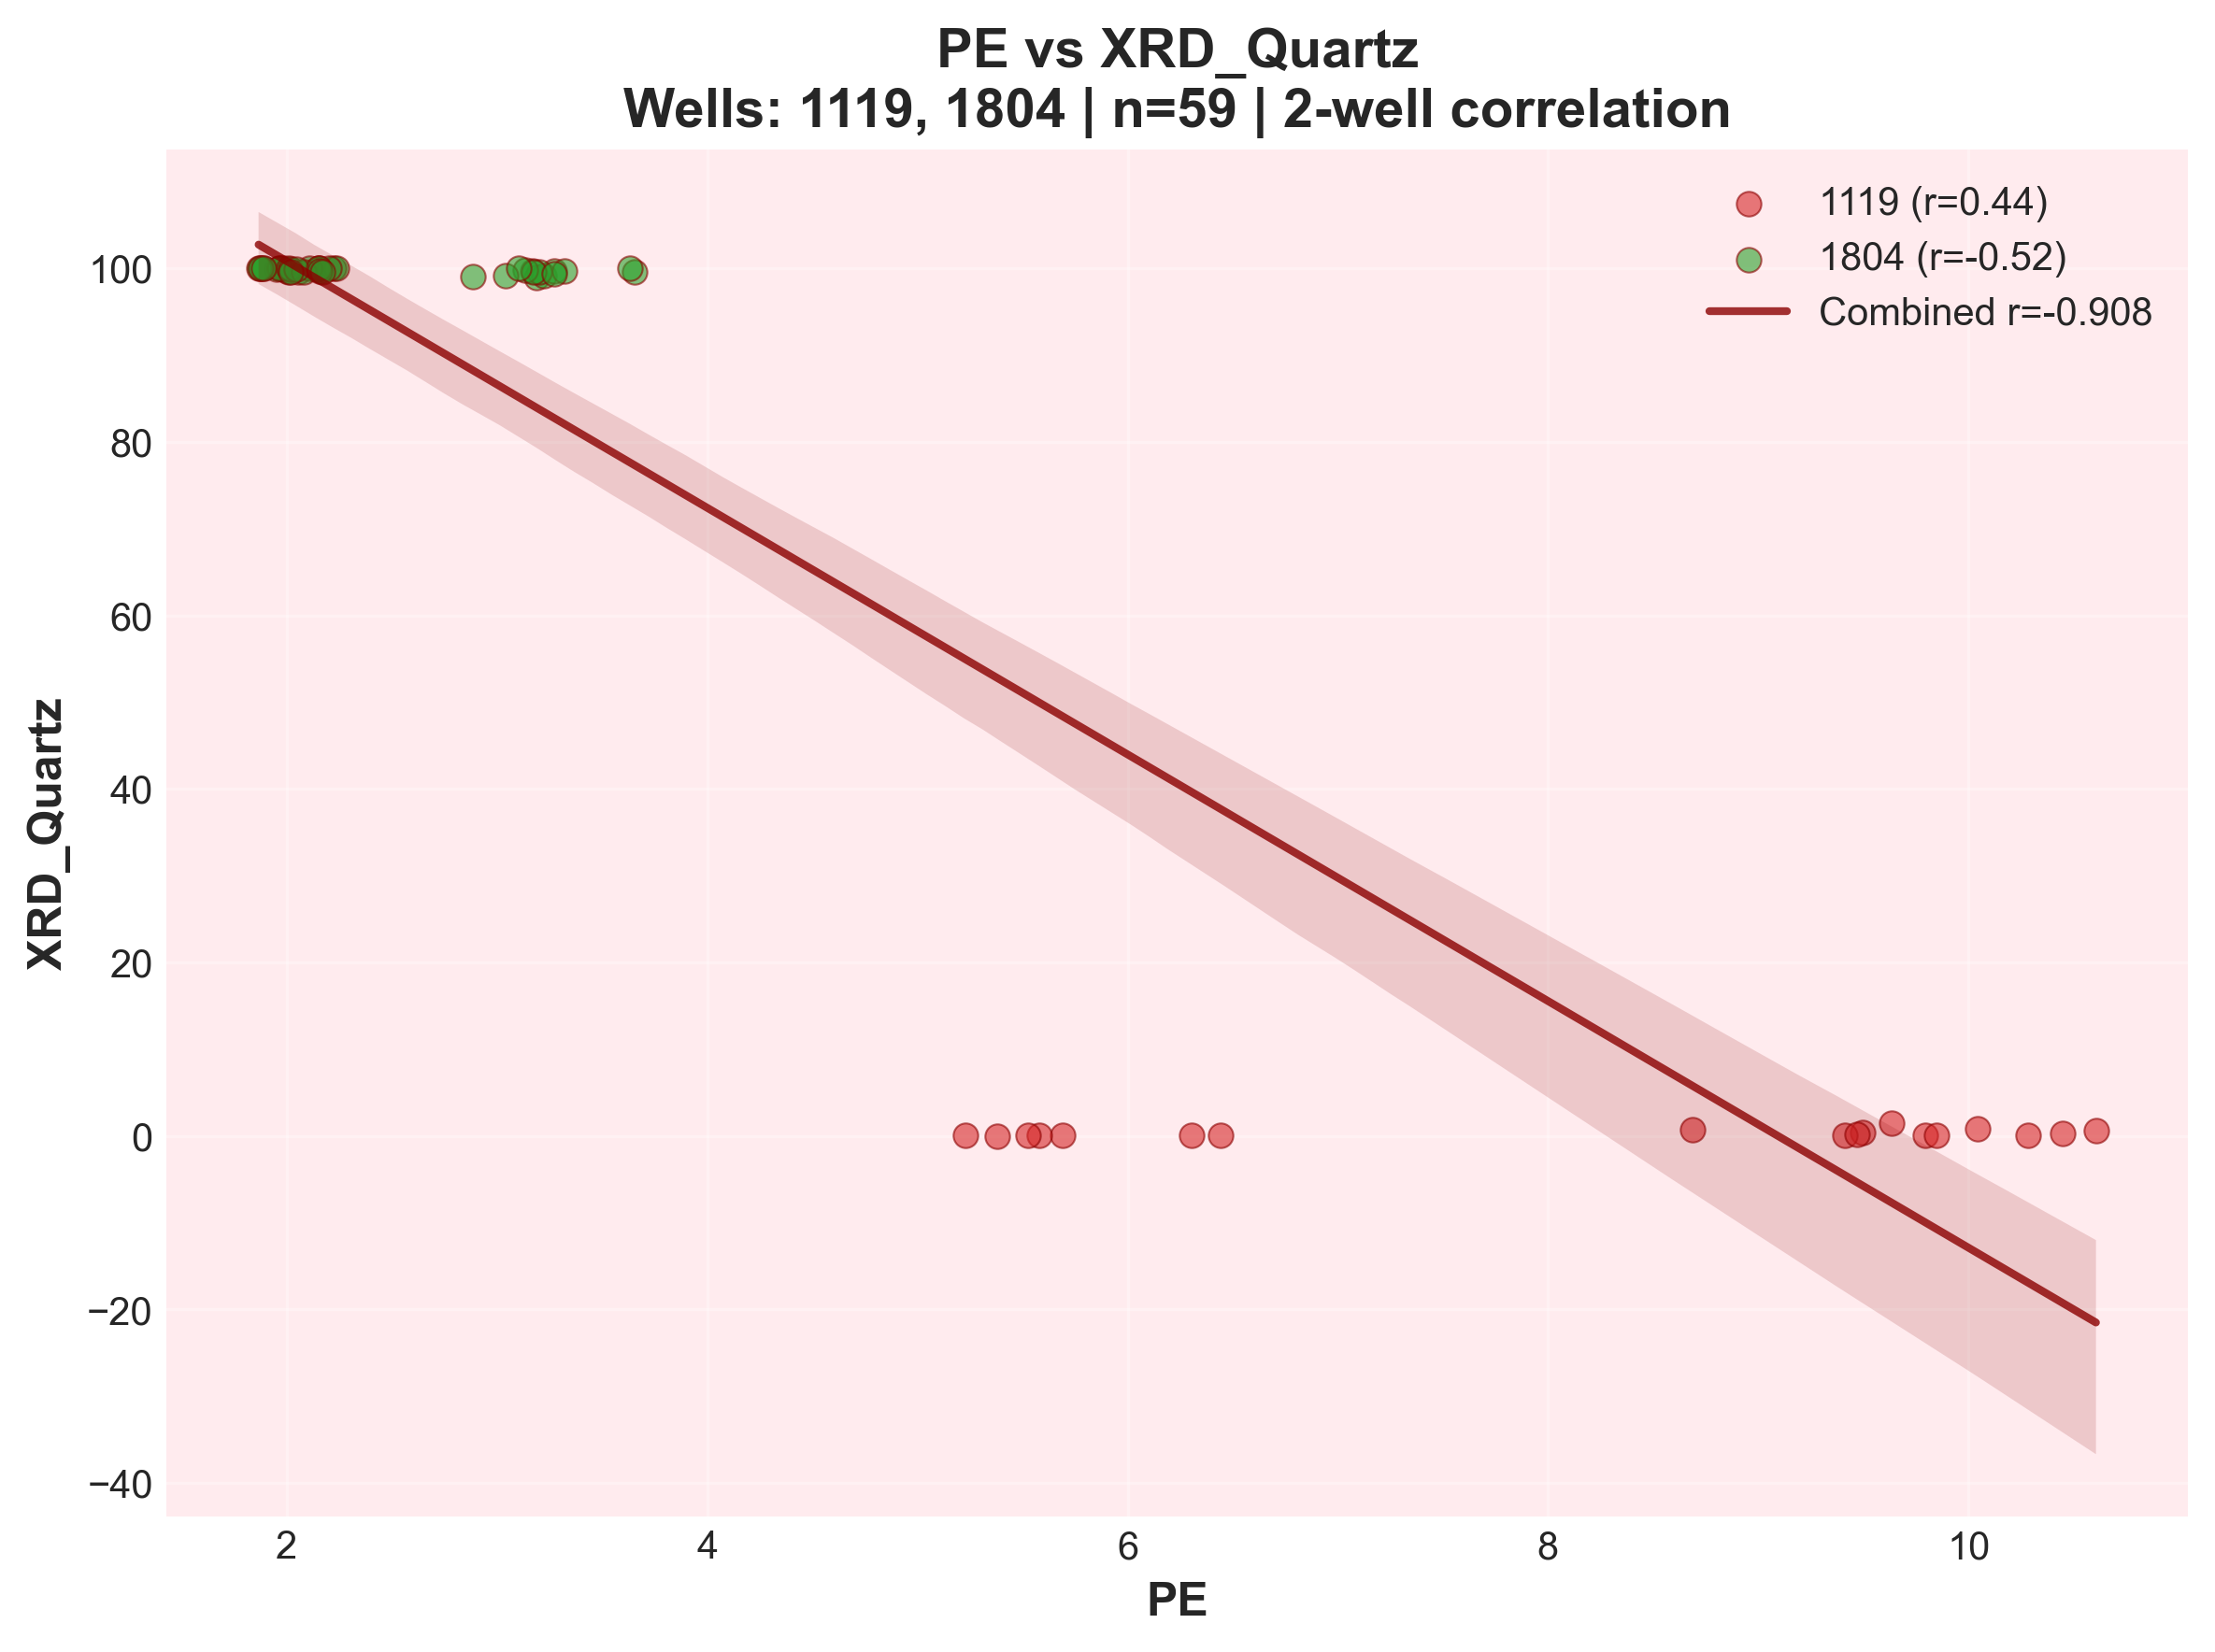 PE vs XRD_Quartz
Wells: 1119, 1804 | n=59 | 2-well correlation
1119 (r=0.44)
1804 (r=-0.52)
Combined r=-0.908
100
80
60
40
20
0
−20
−40
XRD_Quartz
2
4
6
8
10
PE